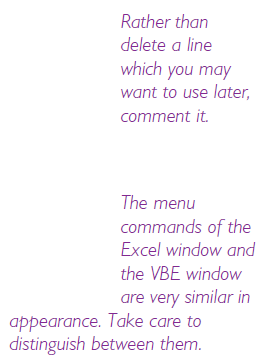 Rather than
delete a line
which you may
want to use later,
comment it.
The menu
commands of the
Excel window and
the VBE window
are very similar in
appearance. Take care to
distinguish between them.